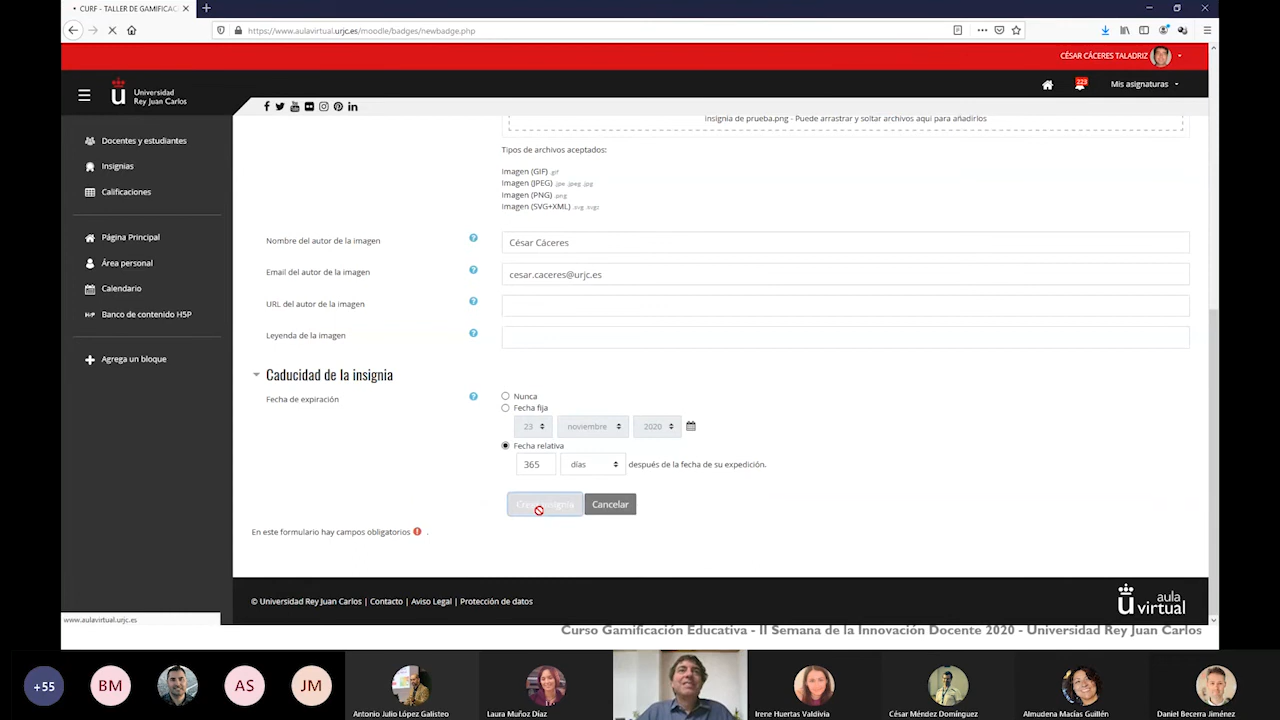 CURF - TALLER DE GAMIFICAC
https://www.aulavirtual.urjc.es/moodle/badges/newbadge.php
CÉSAR CÁCERES TALADRIZ
Universidad
Rey Juan Carlos
223
Mis asignaturas
Docentes y estudiantes
Insignias
Calificaciones
Página Principal
Área personal
Calendario
Banco de contenido H5P
Agrega un bloque
insignia de prueba.png - Puede arrastrar y soltar archivos aquí para añadirlos
Tipos de archivos aceptados:
Imagen (GIF) .gif
Imagen (JPEG) .jpe .jpeg .jpg
Imagen (PNG) .png
Imagen (SVG+XML) .svg .svgz
Nombre del autor de la imagen
César Cáceres
Email del autor de la imagen
cesar.caceres@urjc.es
URL del autor de la imagen
Leyenda de la imagen
Caducidad de la insignia
Fecha de expiración
Nunca
Fecha fija
23 noviembre 2020
Fecha relativa
365 días después de la fecha de su expedición.
Crear insignia Cancelar
En este formulario hay campos obligatorios .
© Universidad Rey Juan Carlos | Contacto | Aviso Legal | Protección de datos
aula
virtual
www.aulavirtual.urjc.es
Curso Gamificación Educativa - II Semana de la Innovación Docente 2020 - Universidad Rey Juan Carlos
+55
BM
AS
JM
Antonio Julio López Galisteo
Laura Muñoz Díaz
Irene Huertas Valdivia
César Méndez Domínguez
Almudena Macías Guillén
Daniel Becerra Jiménez